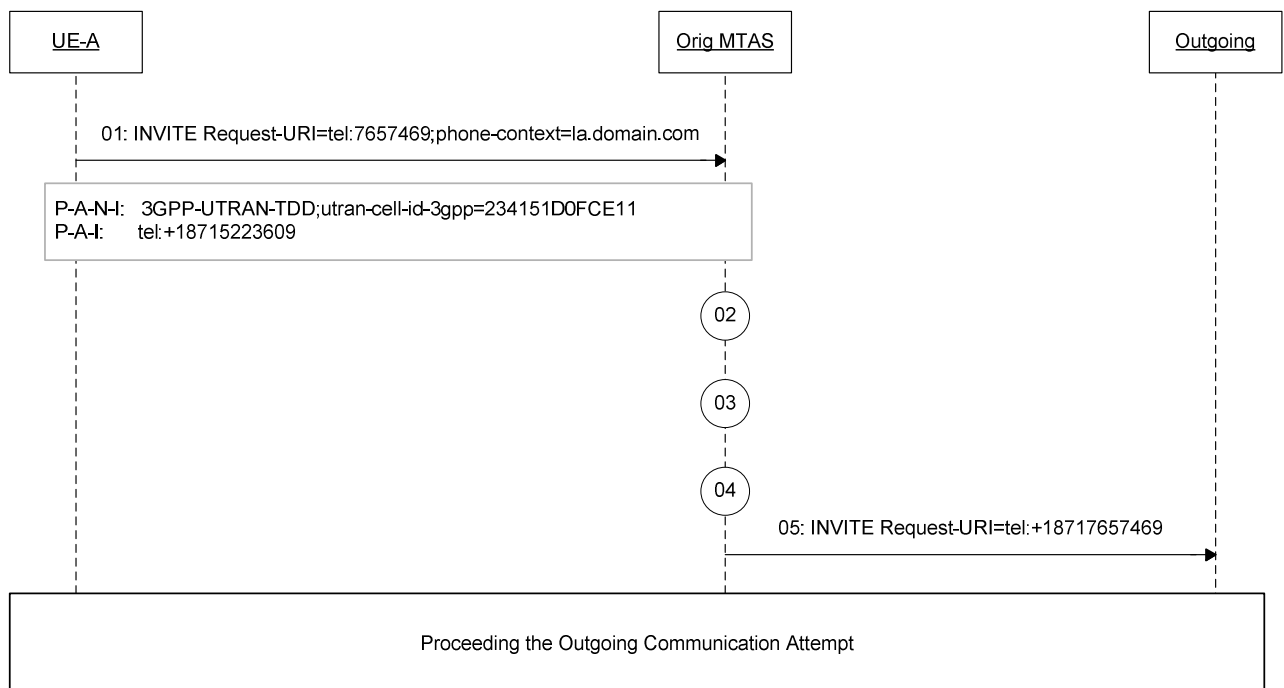 UE-A
Orig MTAS
Outgoing
01: INVITE Request-URI=tel:7657469;phone-context=la.domain.com
P-A-N-I: 3GPP-UTRAN-TDD;utran-cell-id-3gpp=234151D0FCE11
P-A-I: tel:+18715223609
02
03
04
05: INVITE Request-URI=tel:+18717657469
Proceeding the Outgoing Communication Attempt